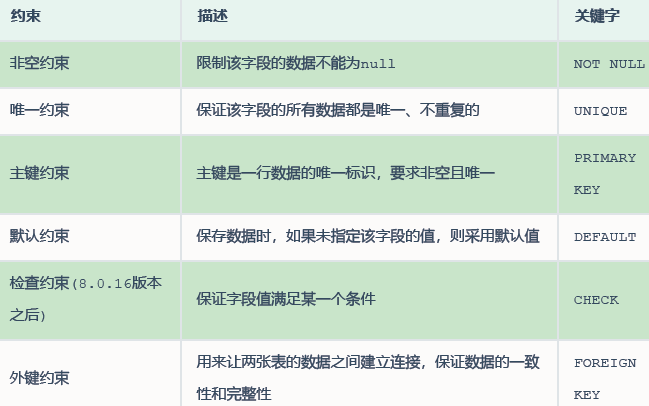 约束 描述 关键字
非空约束 限制该字段的数据不能为null NOT NULL
唯一约束 保证该字段的所有数据都是唯一、不重复的 UNIQUE
主键约束 主键是一行数据的唯一标识，要求非空且唯一 PRIMARY
KEY
默认约束 保存数据时，如果未指定该字段的值，则采用默认值 DEFAULT
检查约束(8.0.16版本
之后) 保证字段值满足某一个条件 CHECK
外键约束 用来让两张表的数据之间建立连接，保证数据的一致 FOREIGN
性和完整性 KEY